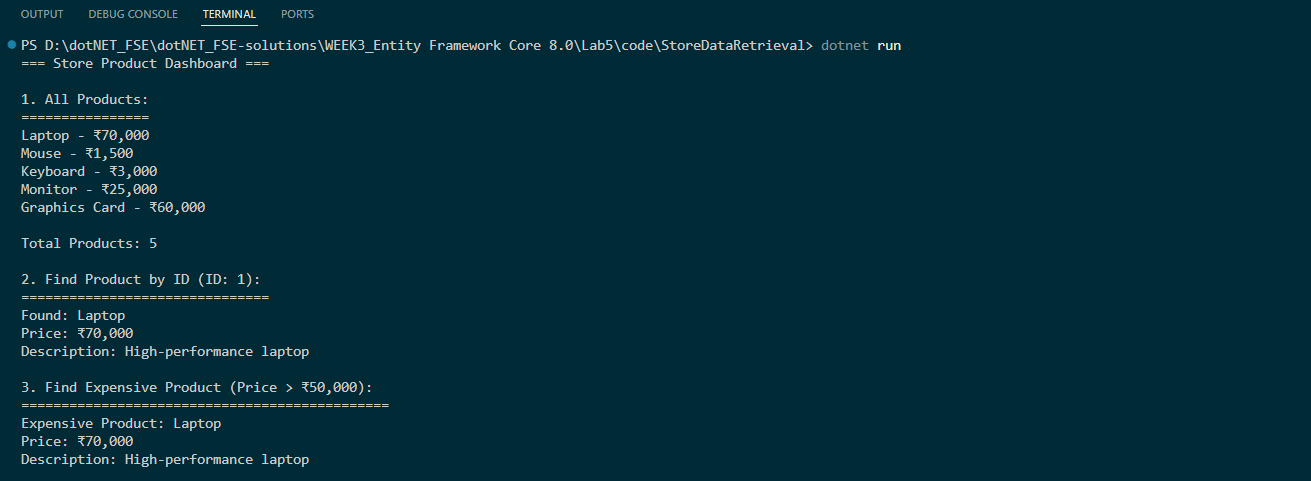 OUTPUT DEBUG CONSOLE TERMINAL PORTS
PS D:\dotNET_FSE\dotNET_FSE-solutions\WEEK3_Entity Framework Core 8.0\Lab5\code\StoreDataRetrieval> dotnet run
=== Store Product Dashboard ===
1. All Products:
================
Laptop - ₹70,000
Mouse - ₹1,500
Keyboard - ₹3,000
Monitor - ₹25,000
Graphics Card - ₹60,000
Total Products: 5
2. Find Product by ID (ID: 1):
===============================
Found: Laptop
Price: ₹70,000
Description: High-performance laptop
3. Find Expensive Product (Price > ₹50,000):
==============================================
Expensive Product: Laptop
Price: ₹70,000
Description: High-performance laptop